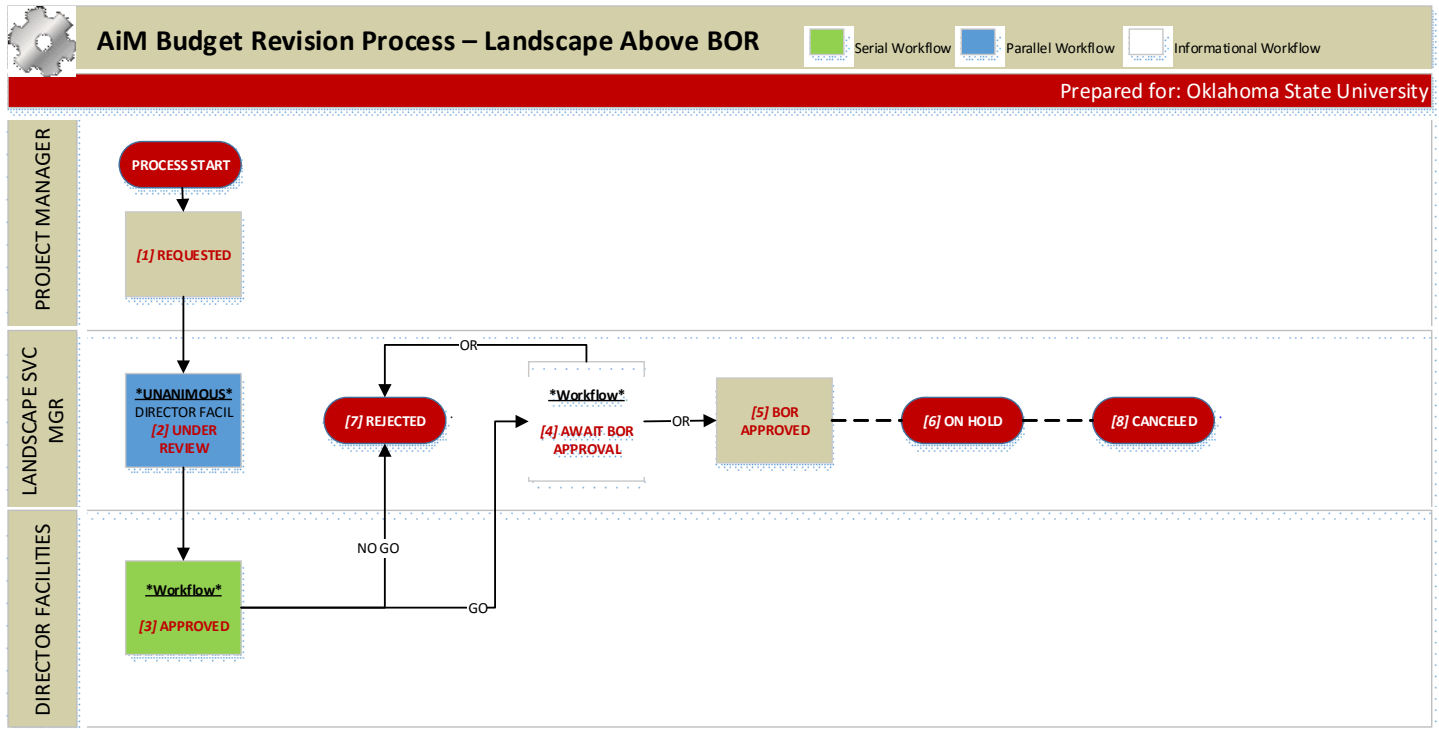 AiM Budget Revision Process – Landscape Above BOR
Serial Workflow
Parallel Workflow
Informational Workflow
Prepared for: Oklahoma State University
PROJECT MANAGER
PROCESS START
[1] REQUESTED
LANDSCAPE SVC
MGR
*UNANIMOUS*
DIRECTOR FACIL
[2] UNDER
REVIEW
OR
[7] REJECTED
*Workflow*
[4] AWAIT BOR
APPROVAL
OR
[5] BOR
APPROVED
[6] ON HOLD
[8] CANCELED
DIRECTOR FACILITIES
NO GO
*Workflow*
[3] APPROVED
GO